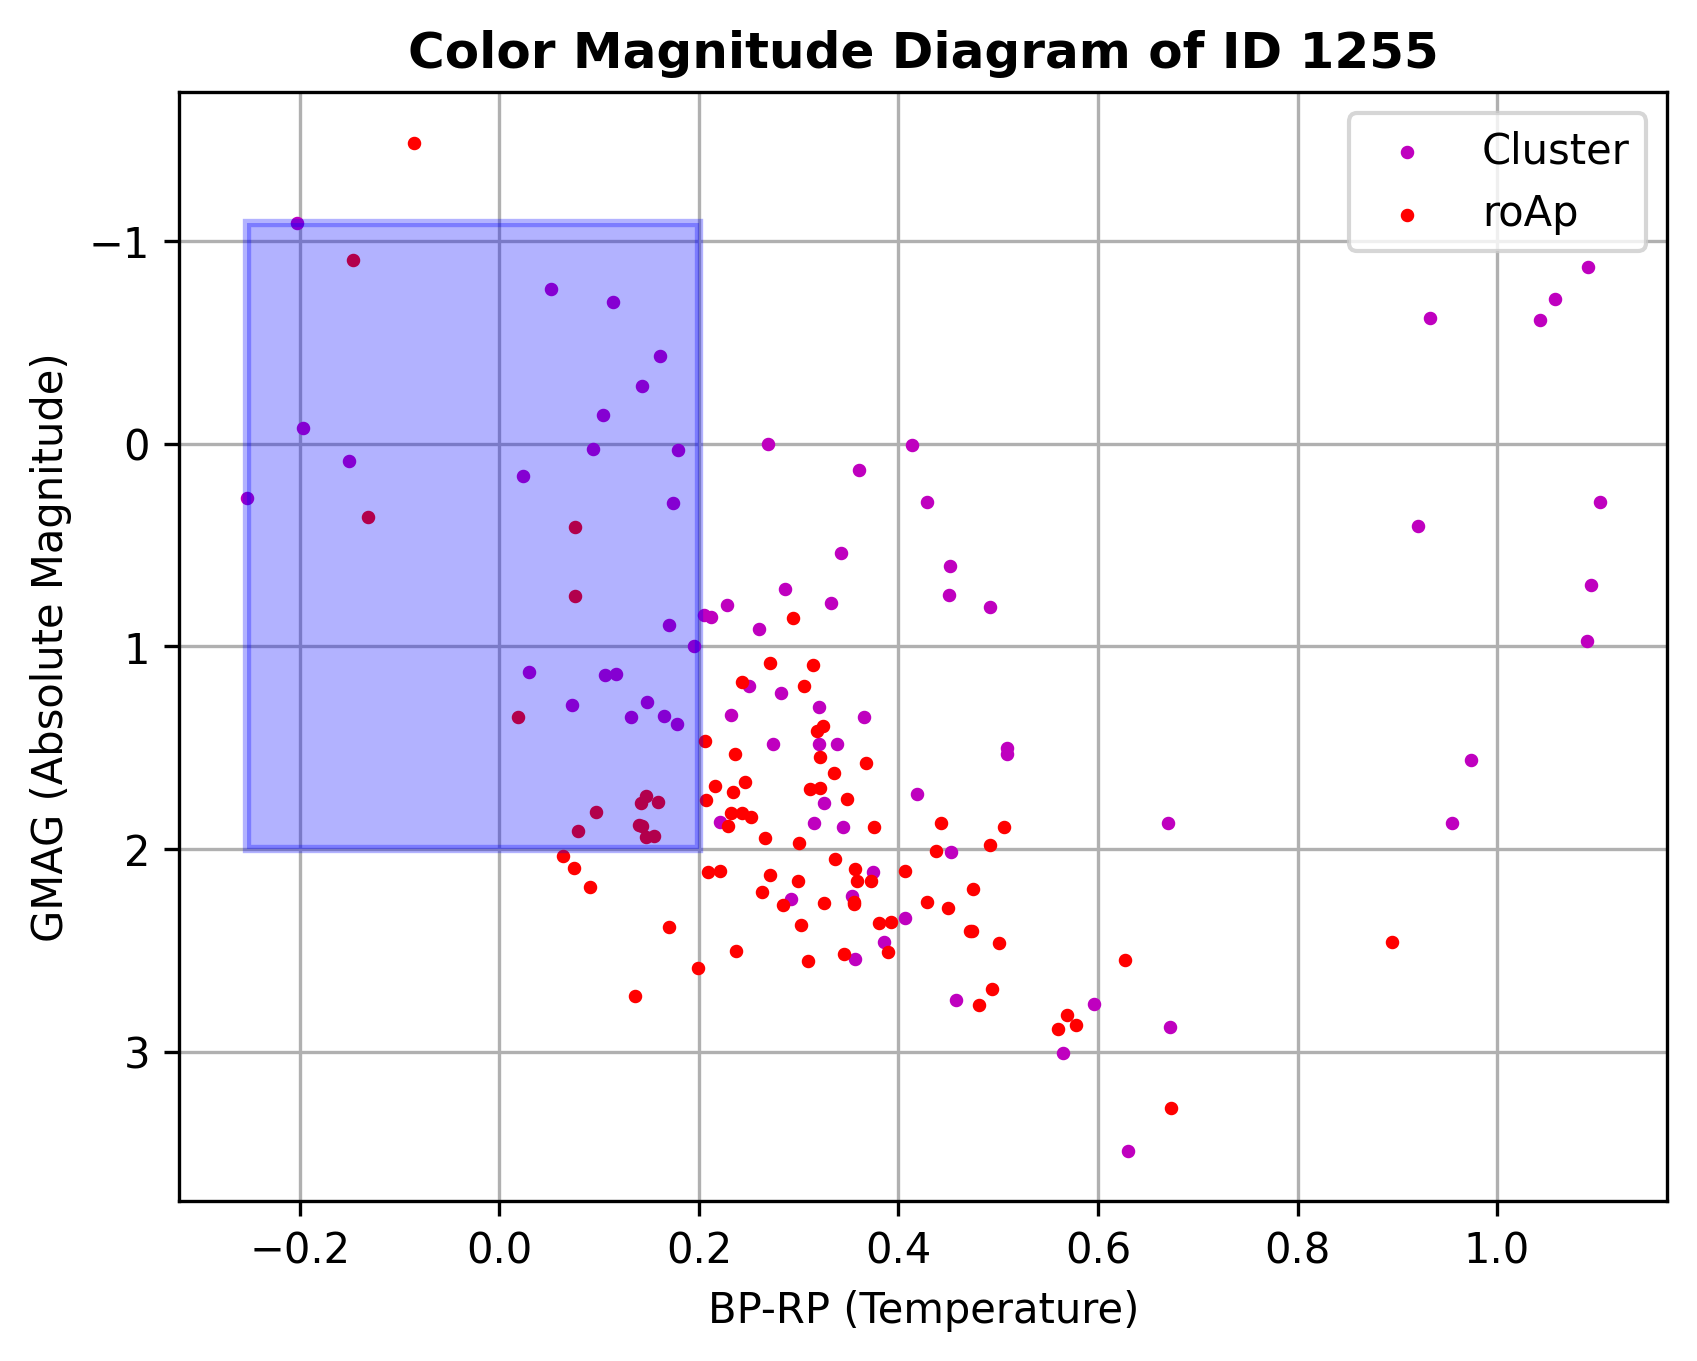 Color Magnitude Diagram of ID 1255
Cluster
roAp
GMAG (Absolute Magnitude)
−1
0
1
2
3
−0.2 0.0 0.2 0.4 0.6 0.8 1.0
BP-RP (Temperature)